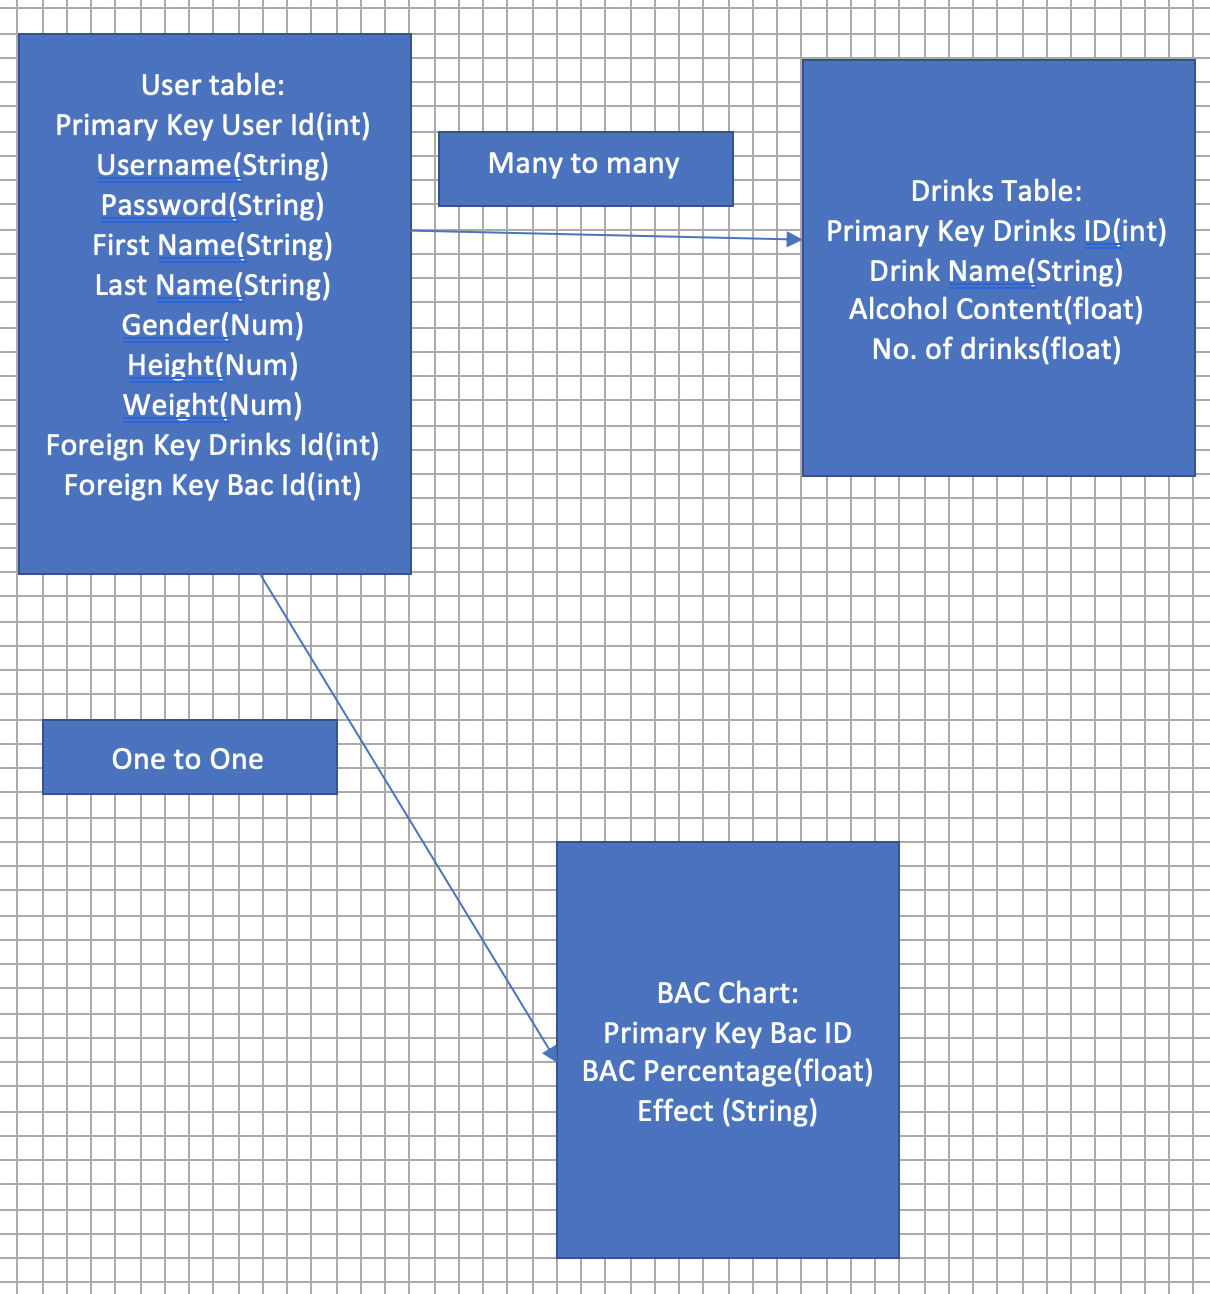 User table:
Primary Key User Id(int)
Username(String)
Password(String)
First Name(String)
Last Name(String)
Gender(Num)
Height(Num)
Weight(Num)
Foreign Key Drinks Id(int)
Foreign Key Bac Id(int)
Many to many
Drinks Table:
Primary Key Drinks ID(int)
Drink Name(String)
Alcohol Content(float)
No. of drinks(float)
One to One
BAC Chart:
Primary Key Bac ID
BAC Percentage(float)
Effect (String)